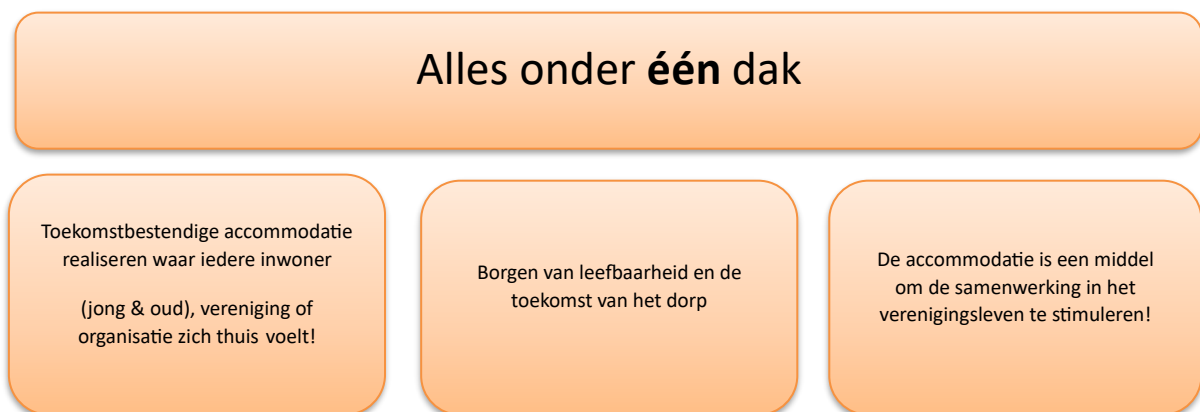 Alles onder één dak
Toekomstbestendige accommodatie
realiseren waar iedere inwoner
(jong & oud), vereniging of
organisatie zich thuis voelt!
Borgen van leefbaarheid en de
toekomst van het dorp
De accommodatie is een middel
om de samenwerking in het
verenigingsleven te stimuleren!